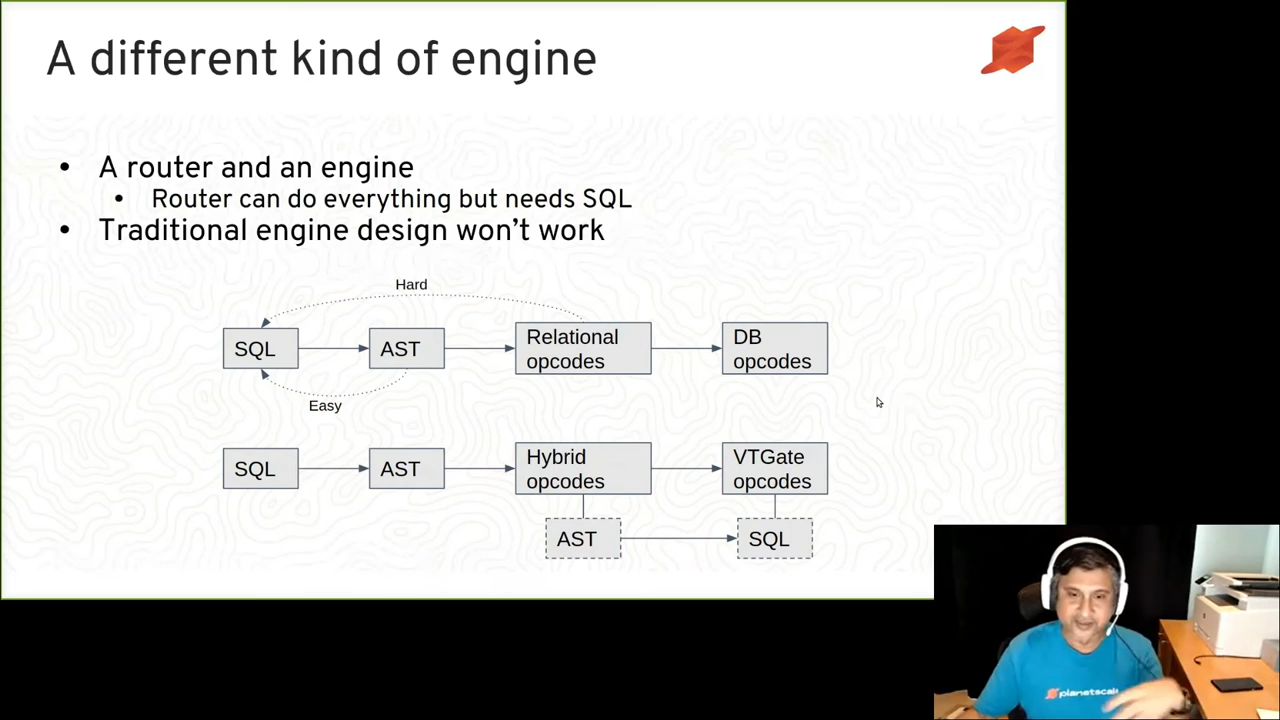 A different kind of engine
• A router and an engine
• Router can do everything but needs SQL
• Traditional engine design won't work
Hard
SQL
AST
Relational
opcodes
DB
opcodes
Easy
SQL
AST
Hybrid
opcodes
VTGate
opcodes
AST
SQL
planetscal